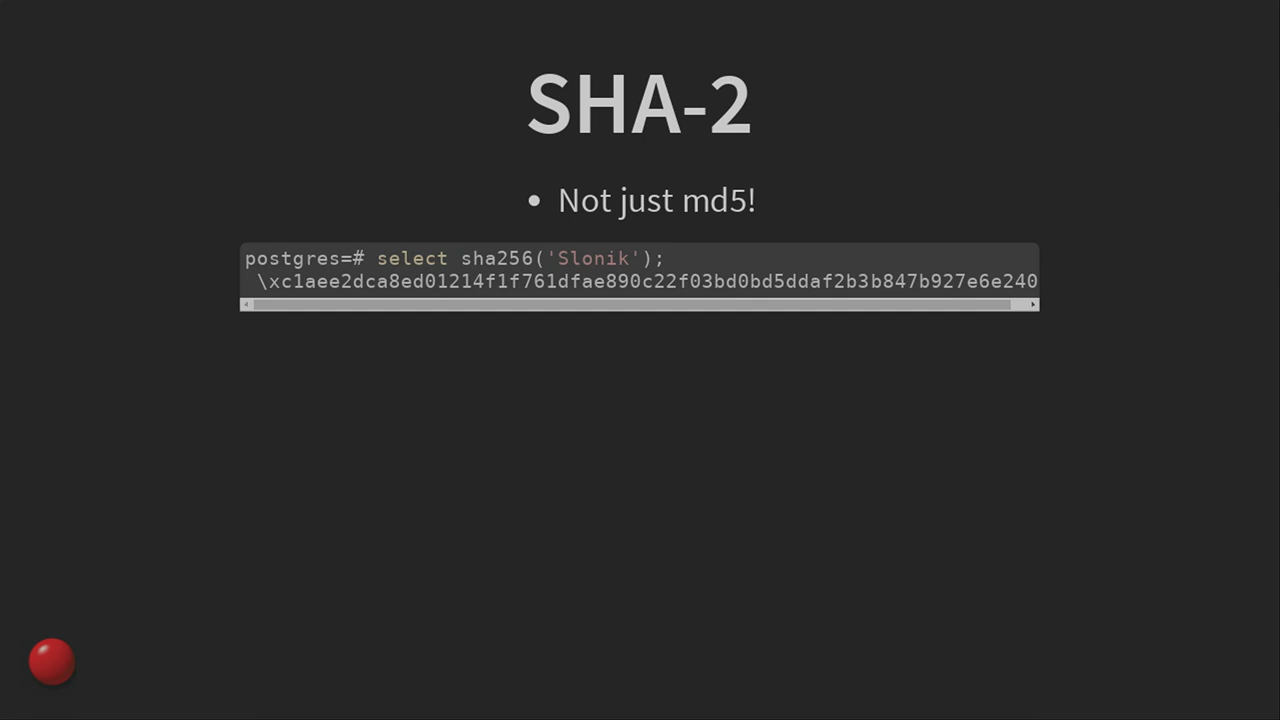 SHA-2
• Not just md5!
postgres=# select sha256('Slonik');
\xc1aee2dca8ed01214f1f761dfae890c22f03bd0bd5ddaf2b3b847b927e6e240